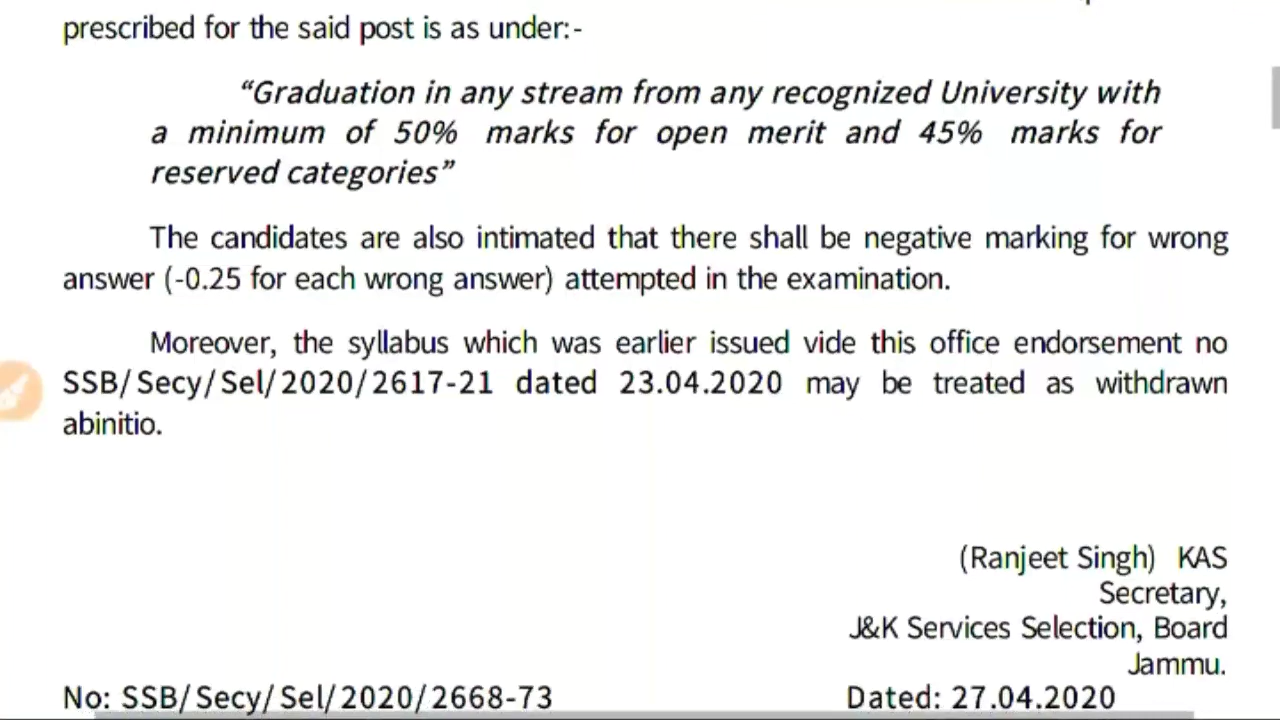 prescribed for the said post is as under:-
“Graduation in any stream from any recognized University with
a minimum of 50% marks for open merit and 45% marks for
reserved categories”
The candidates are also intimated that there shall be negative marking for wrong
answer (-0.25 for each wrong answer) attempted in the examination.
Moreover, the syllabus which was earlier issued vide this office endorsement no
SSB/Secy/Sel/2020/2617-21 dated 23.04.2020 may be treated as withdrawn
abinitio.
(Ranjeet Singh) KAS
Secretary,
J&K Services Selection, Board
Jammu.
No: SSB/Secy/Sel/2020/2668-73 Dated: 27.04.2020